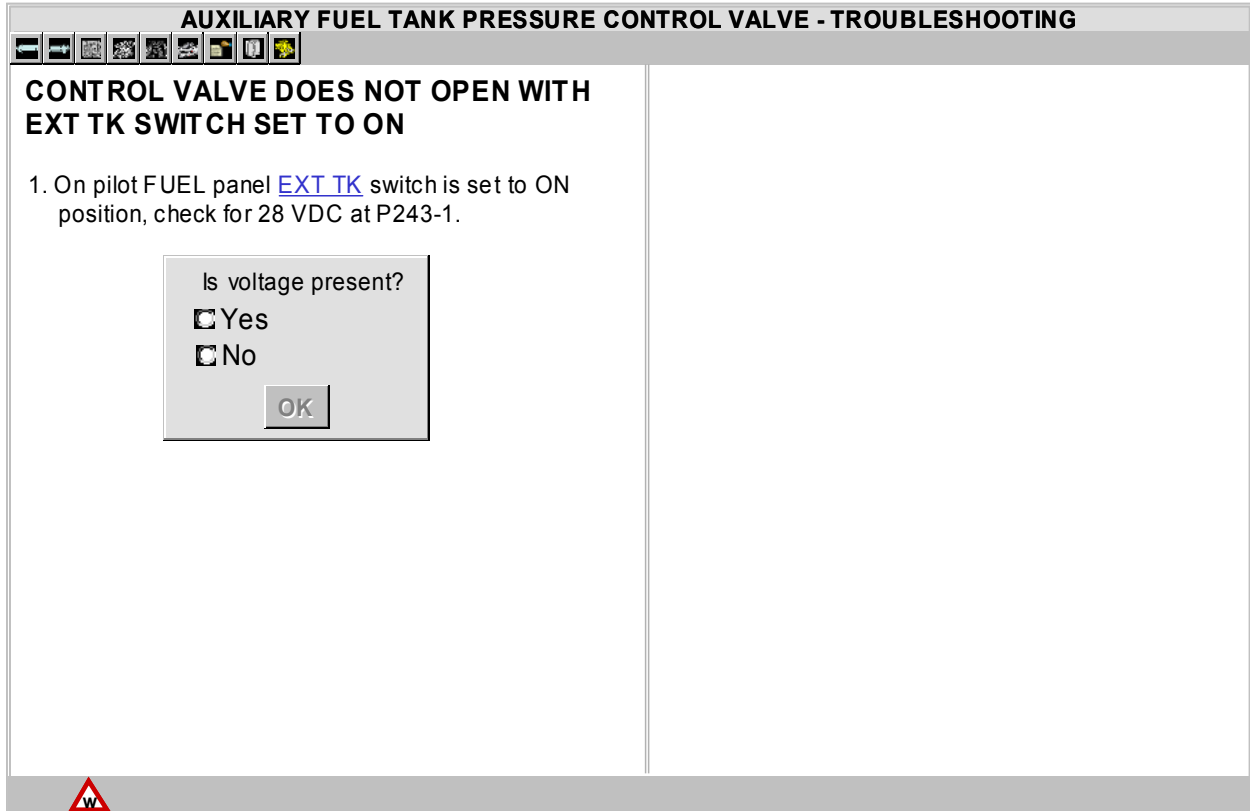 AUXILIARY FUEL TANK PRESSURE CONTROL VALVE - TROUBLESHOOTING
CONTROL VALVE DOES NOT OPEN WITH
EXT TK SWITCH SET TO ON
1. On pilot FUEL panel EXT TK switch is set to ON
position, check for 28 VDC at P243-1.
Is voltage present?
Yes
No
OK
W